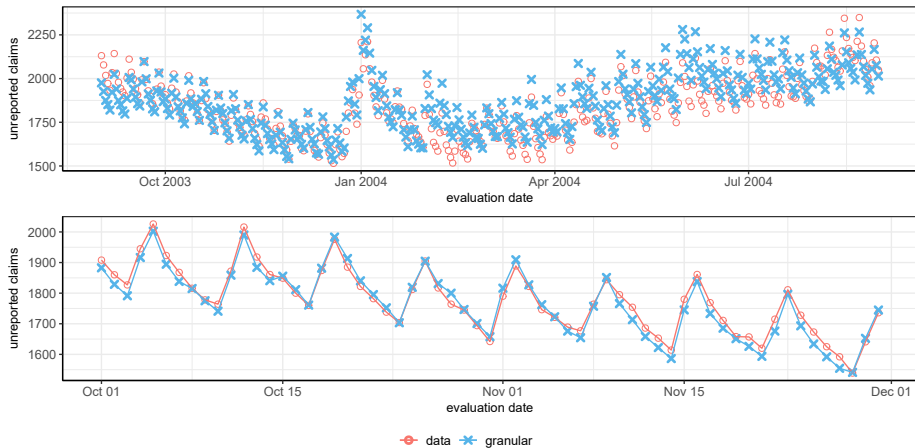 2250
2000
1750
1500
unreported claims
Oct 2003
Jan 2004
Apr 2004
Jul 2004
evaluation date
2000
1900
1800
1700
1600
unreported claims
Oct 01
Oct 15
Nov 01
Nov 15
Dec 01
evaluation date
data
granular